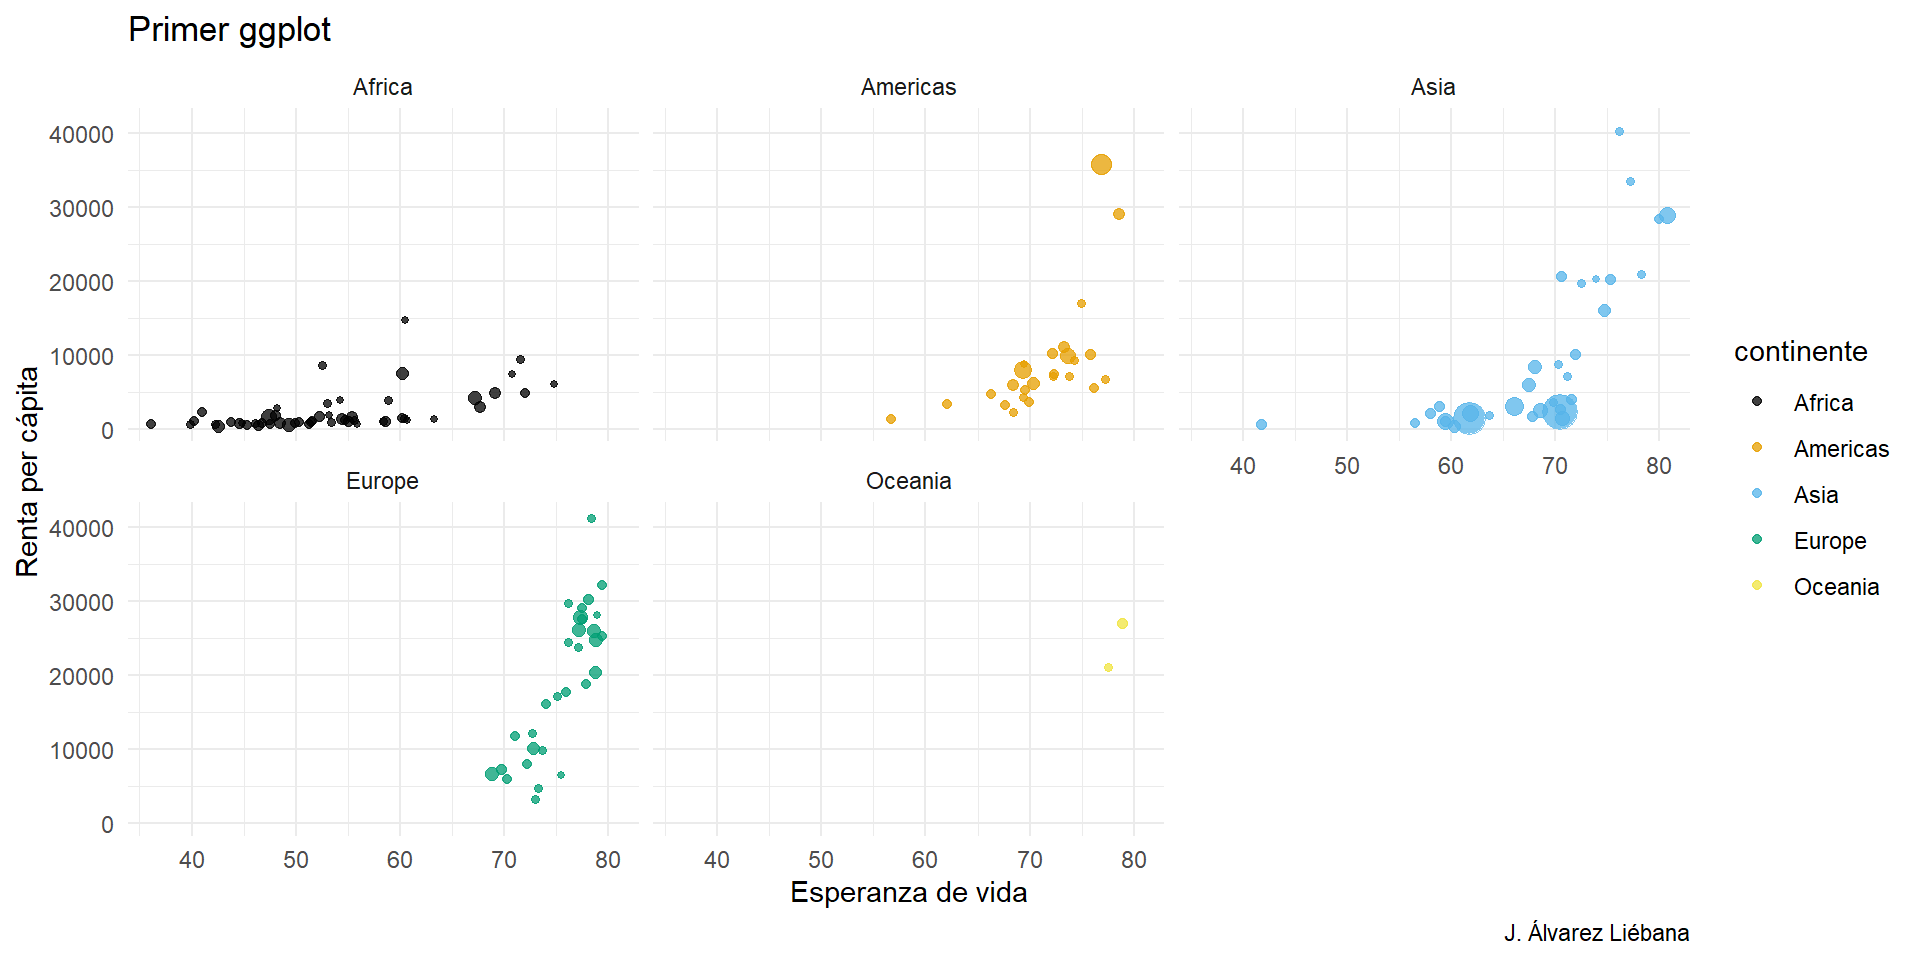 Primer ggplot
Africa
Americas
Asia
40000
30000
20000
10000
0
40 50 60 70 80
Renta per cápita
Europe
Oceania
40000
30000
20000
10000
0
40 50 60 70 80
40 50 60 70 80
Esperanza de vida
continente
Africa
Americas
Asia
Europe
Oceania
J. Álvarez Liébana